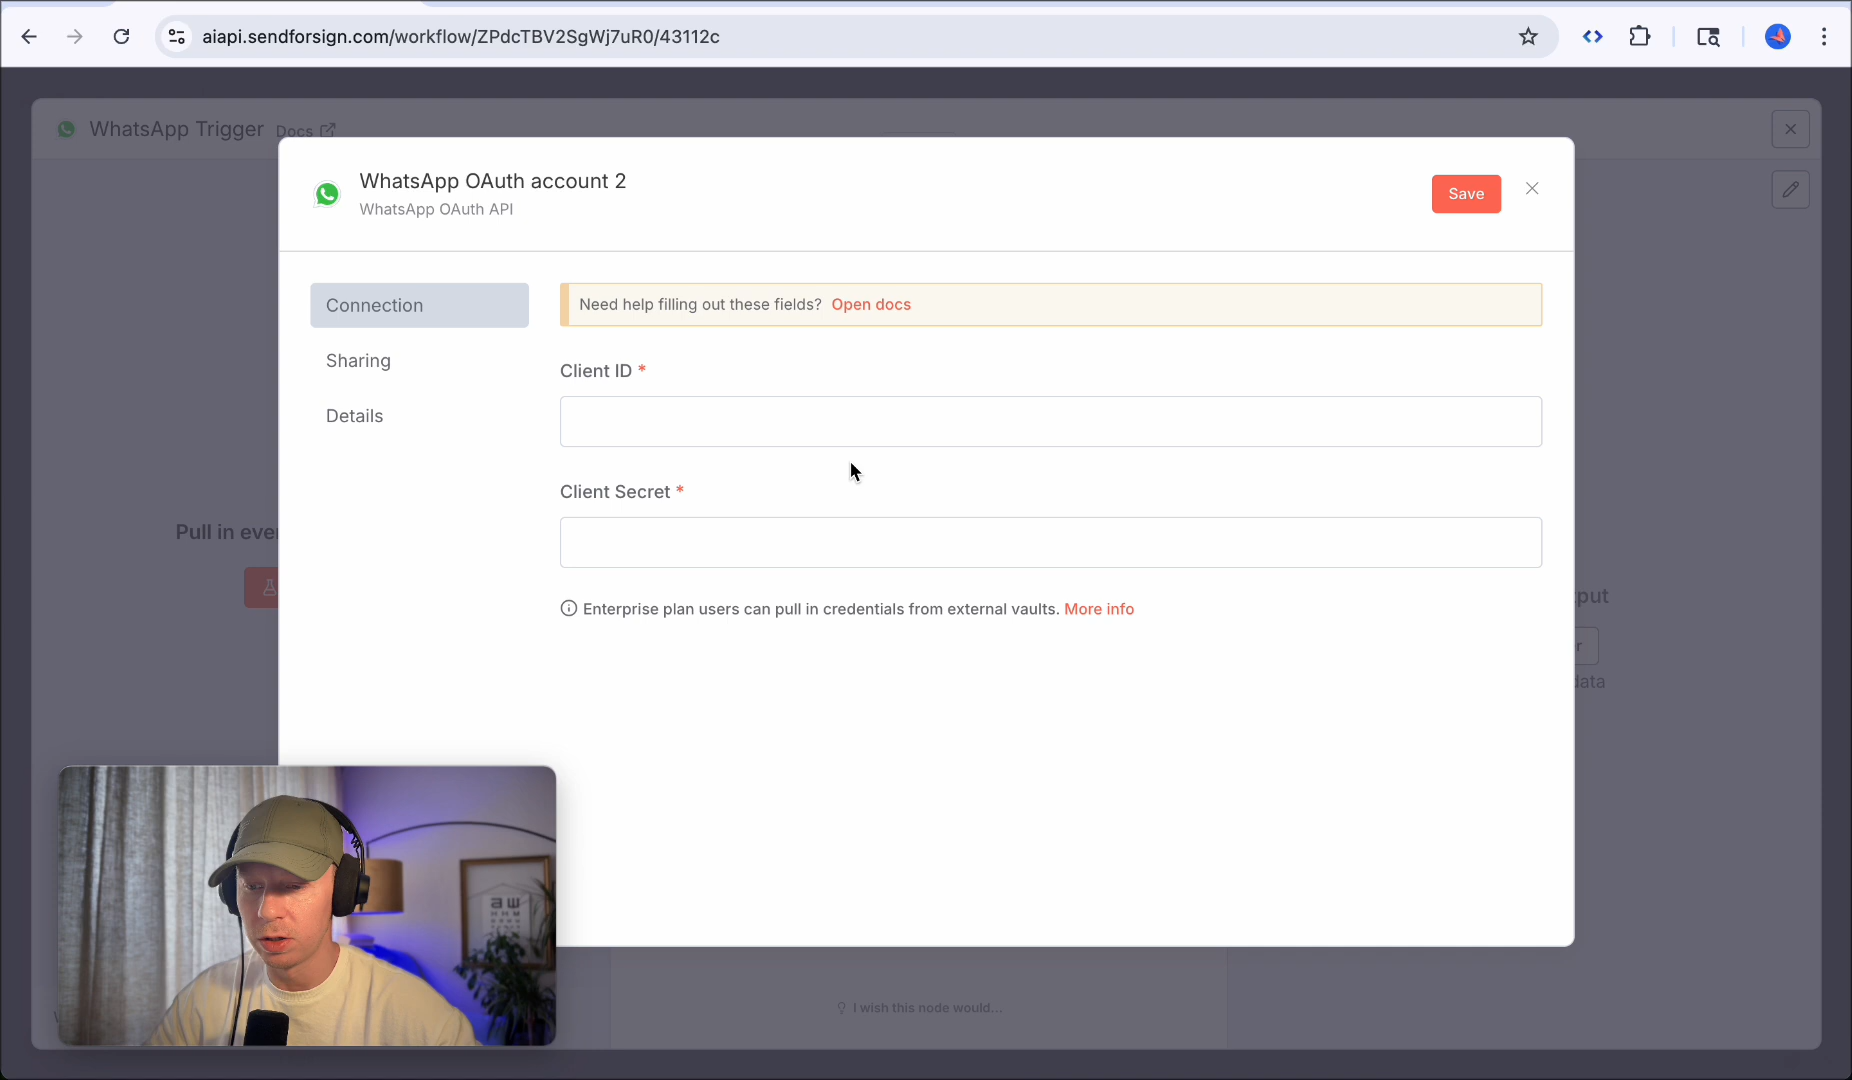 aiapi.sendforsign.com/workflow/ZPdcTBV2SgWj7uR0/43112c
WhatsApp Trigger Docs
WhatsApp OAuth account 2
WhatsApp OAuth API
Save
Connection
Sharing
Details
Need help filling out these fields? Open docs
Client ID *
Client Secret *
Enterprise plan users can pull in credentials from external vaults. More info
Pull in
data
I wish this node would...